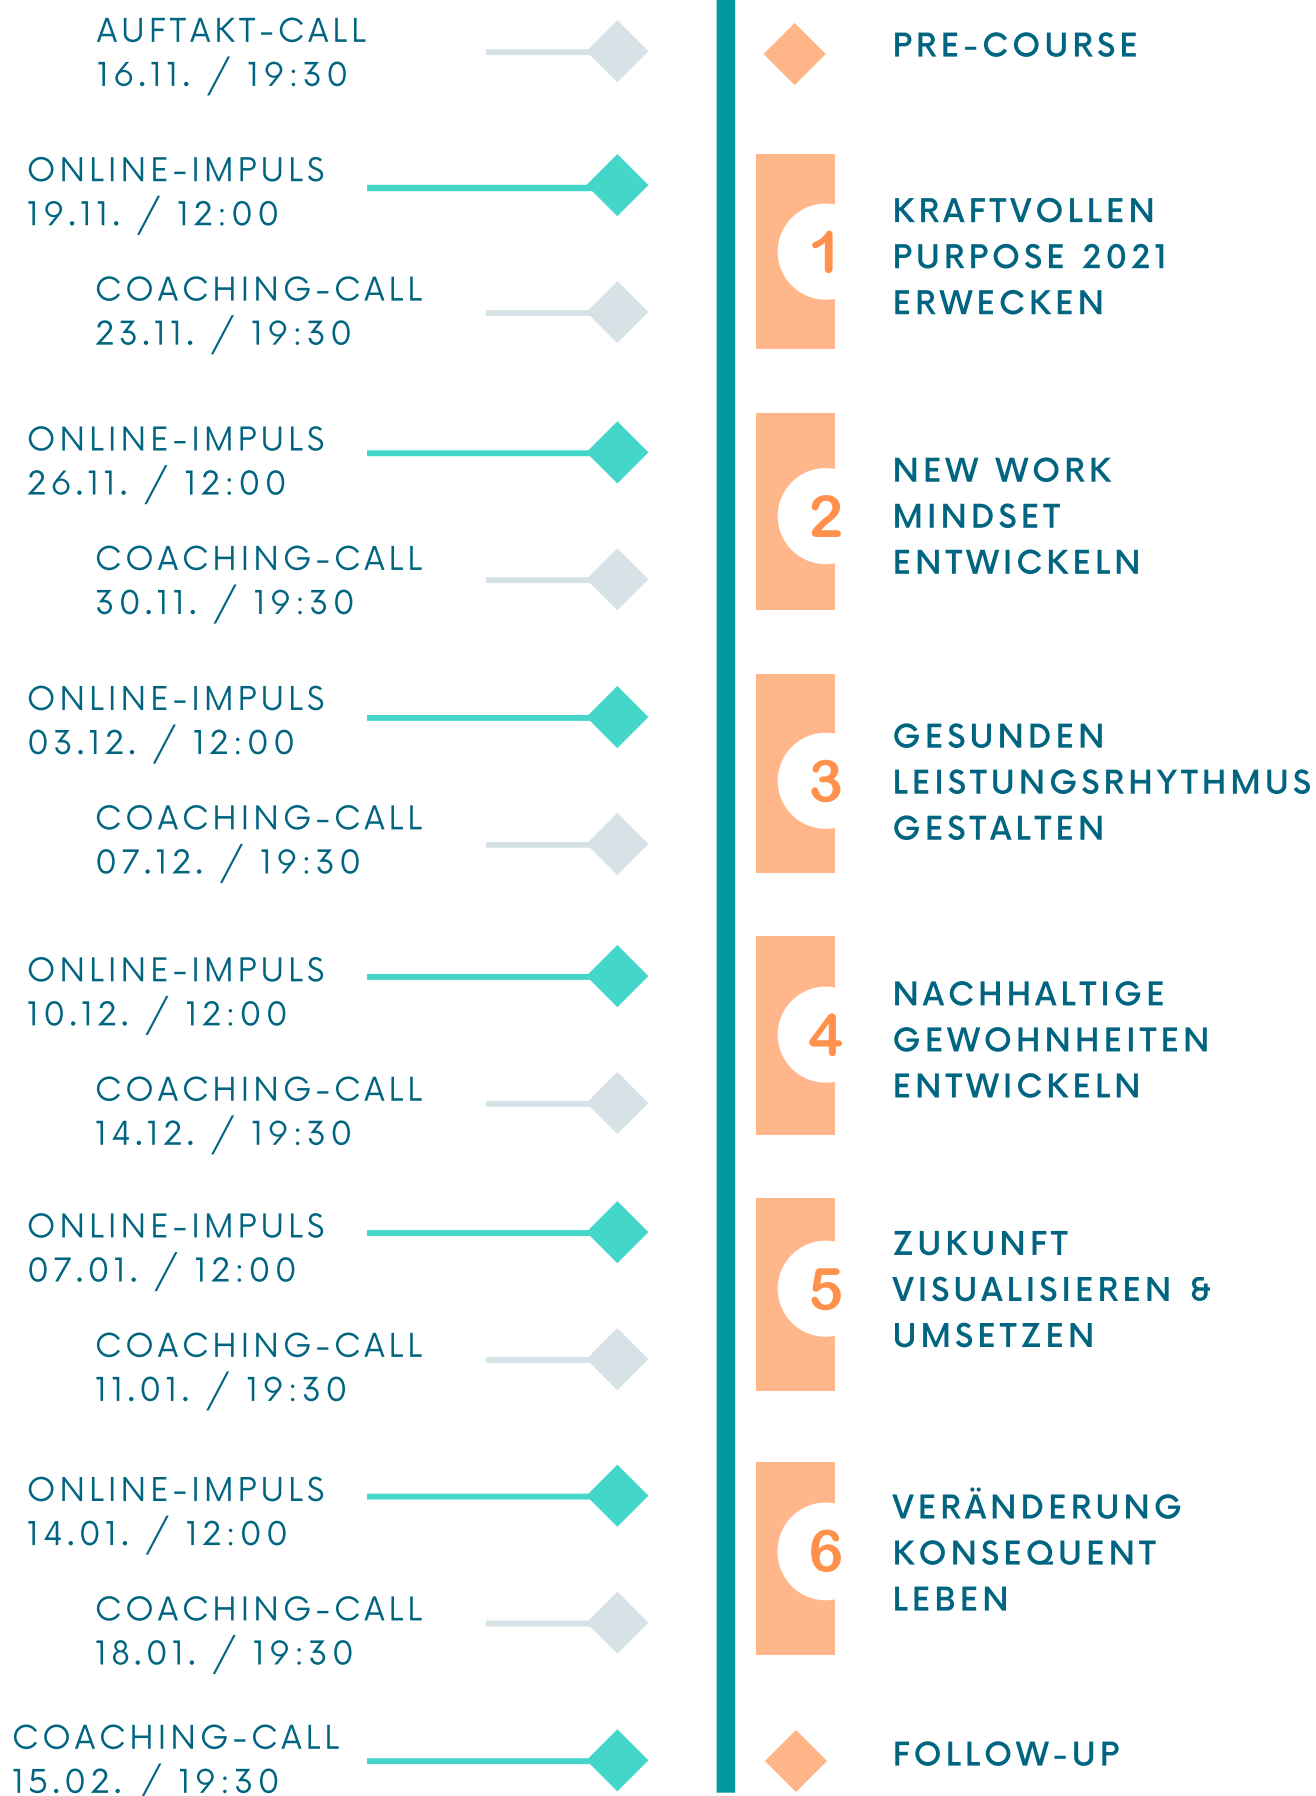 AUFTAKT-CALL
16.11. / 19:30
PRE-COURSE
ONLINE-IMPULS
19.11. / 12:00
COACHING-CALL
23.11. / 19:30
1
KRAFTVOLLEN
PURPOSE 2021
ERWECKEN
ONLINE-IMPULS
26.11. / 12:00
COACHING-CALL
30.11. / 19:30
2
NEW WORK
MINDSET
ENTWICKELN
ONLINE-IMPULS
03.12. / 12:00
COACHING-CALL
07.12. / 19:30
3
GESUNDEN
LEISTUNGSRHYTHMUS
GESTALTEN
ONLINE-IMPULS
10.12. / 12:00
COACHING-CALL
14.12. / 19:30
4
NACHHALTIGE
GEWOHNHEITEN
ENTWICKELN
ONLINE-IMPULS
07.01. / 12:00
COACHING-CALL
11.01. / 19:30
5
ZUKUNFT
VISUALISIEREN &
UMSETZEN
ONLINE-IMPULS
14.01. / 12:00
COACHING-CALL
18.01. / 19:30
6
VERÄNDERUNG
KONSEQUENT
LEBEN
COACHING-CALL
15.02. / 19:30
FOLLOW-UP